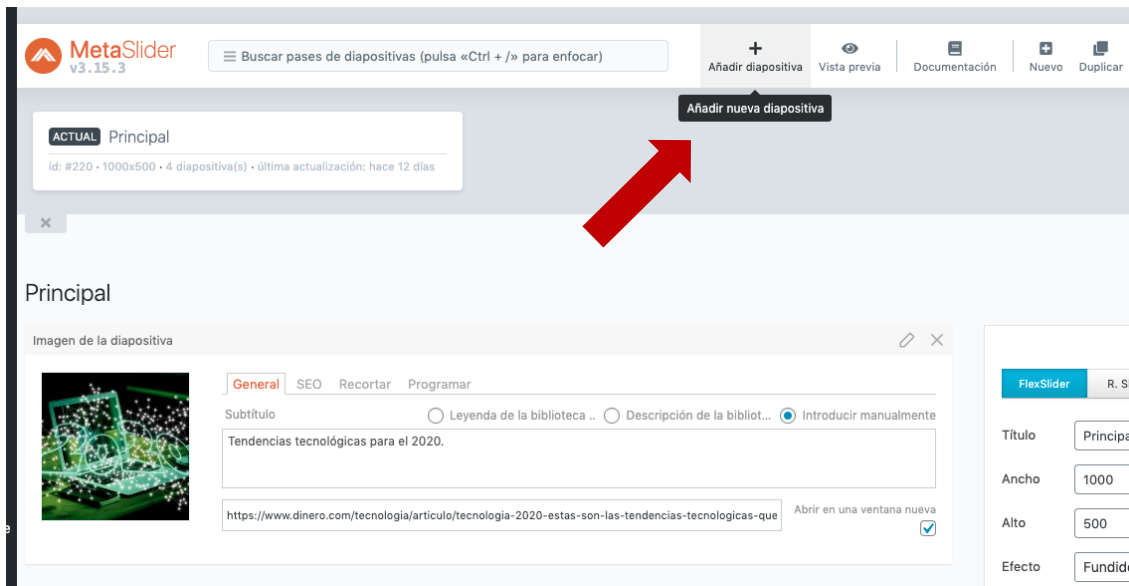 MetaSlider
v3.15.3
Buscar pases de diapositivas (pulsa «Ctrl + /» para enfocar)
Añadir diapositiva
Vista previa
Documentación
Nuevo
Duplicar
Añadir nueva diapositiva
ACTUAL Principal
id: #220 · 1000x500 · 4 diapositiva(s) · última actualización: hace 12 días
Principal
Imagen de la diapositiva
General SEO Recortar Programar
Subtítulo
Leyenda de la biblioteca ..
Descripción de la bibliot...
Introducir manualmente
Tendencias tecnológicas para el 2020.
https://www.dinero.com/tecnologia/articulo/tecnologia-2020-estas-son-las-tendencias-tecnologicas-que
Abrir en una ventana nueva
FlexSlider
R. S
Título
Principa
Ancho
1000
Alto
500
Efecto
Fundido
e